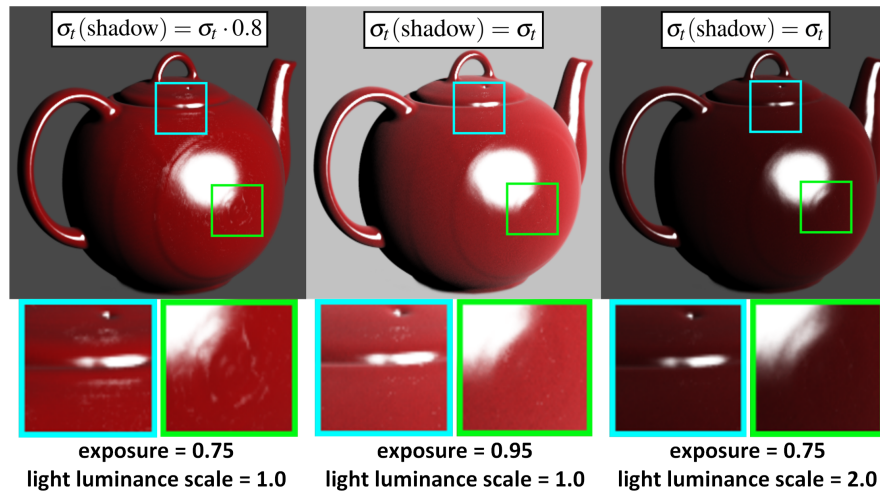 σₜ(shadow) = σₜ · 0.8
σₜ(shadow) = σₜ
σₜ(shadow) = σₜ
exposure = 0.75
light luminance scale = 1.0
exposure = 0.95
light luminance scale = 1.0
exposure = 0.75
light luminance scale = 2.0